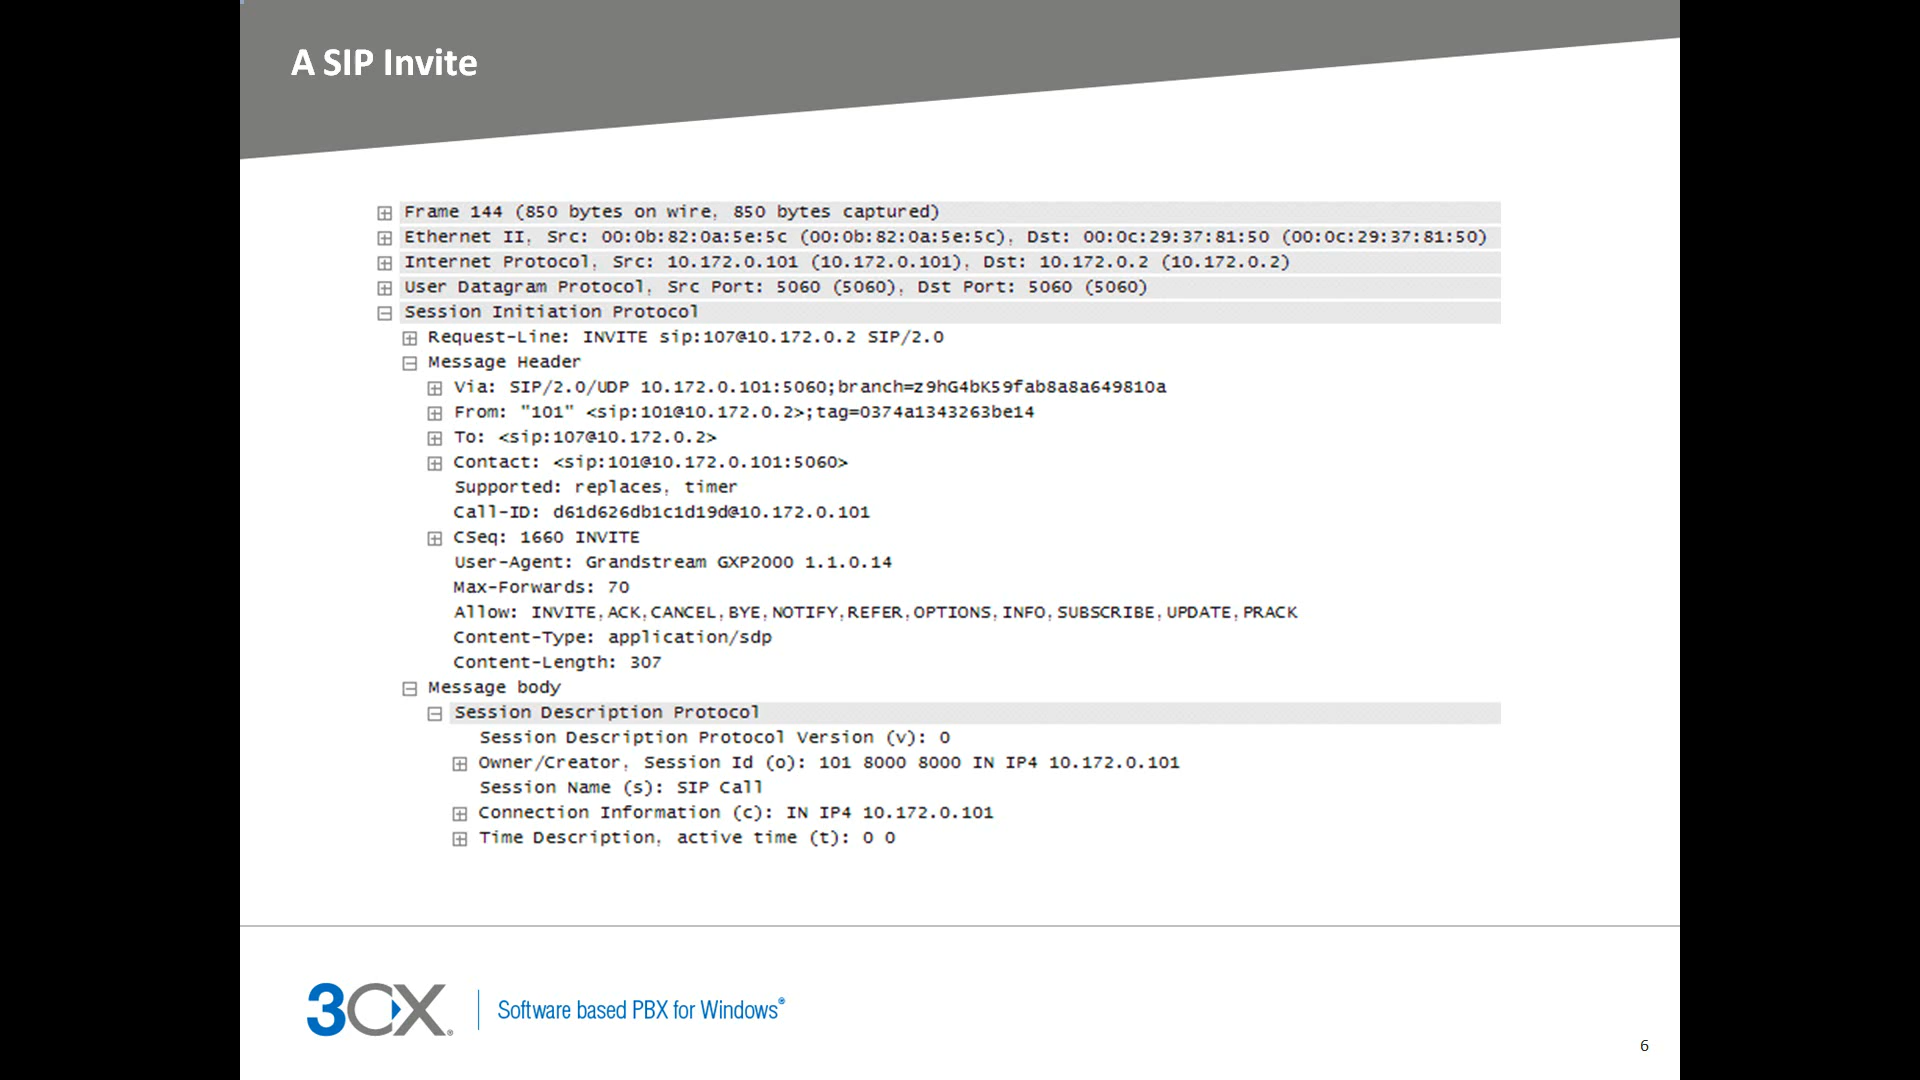 A SIP Invite
Frame 144 (850 bytes on wire, 850 bytes captured)
Ethernet II, Src: 00:0b:82:0a:5e:5c (00:0b:82:0a:5e:5c), Dst: 00:0c:29:37:81:50 (00:0c:29:37:81:50)
Internet Protocol, Src: 10.172.0.101 (10.172.0.101), Dst: 10.172.0.2 (10.172.0.2)
User Datagram Protocol, Src Port: 5060 (5060), Dst Port: 5060 (5060)
Session Initiation Protocol
Request-Line: INVITE sip:107@10.172.0.2 SIP/2.0
Message Header
Via: SIP/2.0/UDP 10.172.0.101:5060;branch=z9hG4bK59fab8a8a649810a
From: "101" <sip:101@10.172.0.2>;tag=0374a1343263be14
To: <sip:107@10.172.0.2>
Contact: <sip:101@10.172.0.101:5060>
Supported: replaces, timer
Call-ID: d61d626db1c1d19d@10.172.0.101
CSeq: 1660 INVITE
User-Agent: Grandstream GXP2000 1.1.0.14
Max-Forwards: 70
Allow: INVITE,ACK,CANCEL,BYE,NOTIFY,REFER,OPTIONS,INFO,SUBSCRIBE,UPDATE,PRACK
Content-Type: application/sdp
Content-Length: 307
Message body
Session Description Protocol
Session Description Protocol Version (v): 0
Owner/Creator, Session Id (o): 101 8000 8000 IN IP4 10.172.0.101
Session Name (s): SIP Call
Connection Information (c): IN IP4 10.172.0.101
Time Description, active time (t): 0 0
3CX® Software based PBX for Windows®
6